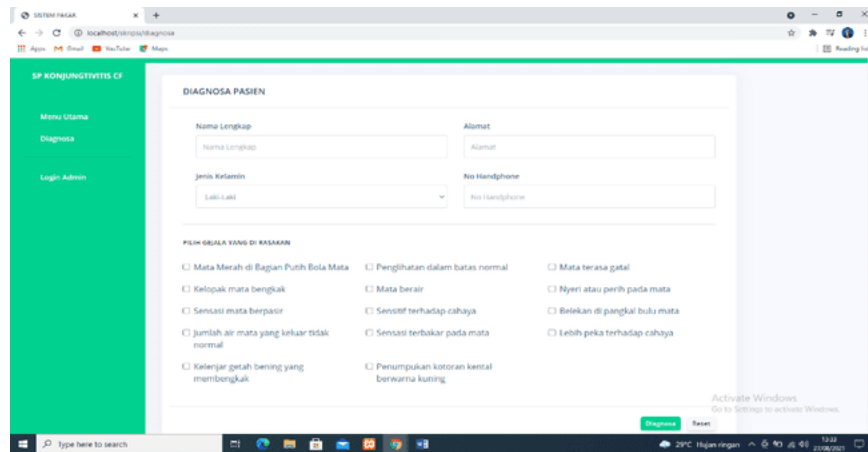 SISTEM PAKAR
localhost/skripsi/diagnosa
Apps Gmail YouTube Maps Reading list
SP KONJUNGTIVITIS CF
Menu Utama
Diagnosa
Login Admin
DIAGNOSA PASIEN
Nama Lengkap Alamat
Nama Lengkap Alamat
Jenis Kelamin No Handphone
Laki-Laki No Handphone
PILIH GEJALA YANG DI RASAKAN
Mata Merah di Bagian Putih Bola Mata Penglihatan dalam batas normal Mata terasa gatal
Kelopak mata bengkak Mata berair Nyeri atau perih pada mata
Sensasi mata berpasir Sensitif terhadap cahaya Belekan di pangkal bulu mata
Jumlah air mata yang keluar tidak normal Sensasi terbakar pada mata Lebih peka terhadap cahaya
Kelenjar getah bening yang membengkak Penumpukan kotoran kental berwarna kuning
Diagnosa Reset
Activate Windows
Go to Settings to activate Windows.
Type here to search 29°C Hujan ringan 13:33
27/08/2021